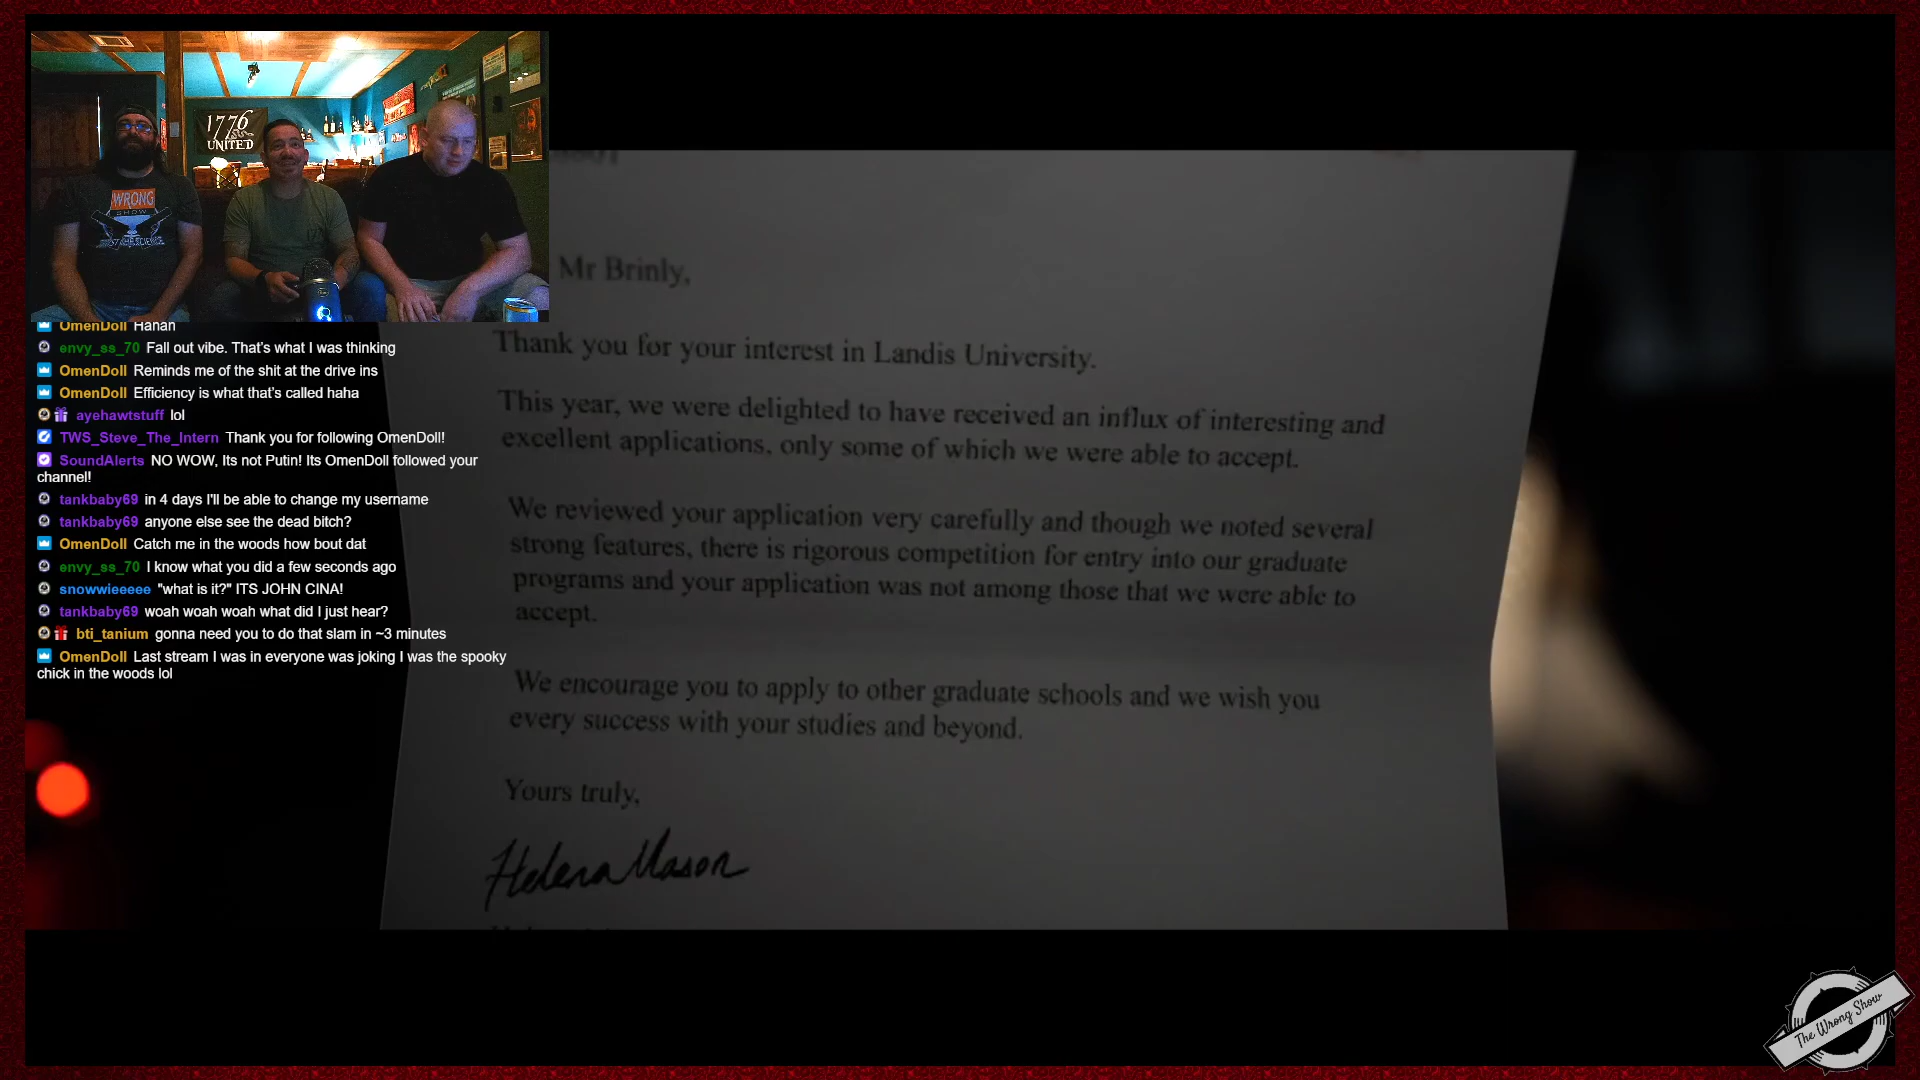 1776
UNITED
WRONG
SHOW
Mr Brinly,
Thank you for your interest in Landis University.
This year, we were delighted to have received an influx of interesting and
excellent applications, only some of which we were able to accept.
We reviewed your application very carefully and though we noted several
strong features, there is rigorous competition for entry into our graduate
programs and your application was not among those that we were able to
accept.
We encourage you to apply to other graduate schools and we wish you
every success with your studies and beyond.
Yours truly,
Helena Mason
OmenDoll Hahah
envy_ss_70 Fall out vibe. That's what I was thinking
OmenDoll Reminds me of the shit at the drive ins
OmenDoll Efficiency is what that's called haha
ayehawtstuff lol
TWS_Steve_The_Intern Thank you for following OmenDoll!
SoundAlerts NO WOW, Its not Putin! Its OmenDoll followed your
channel!
tankbaby69 in 4 days I'll be able to change my username
tankbaby69 anyone else see the dead bitch?
OmenDoll Catch me in the woods how bout dat
envy_ss_70 I know what you did a few seconds ago
snowwieeeee "what is it?" ITS JOHN CINA!
tankbaby69 woah woah woah what did I just hear?
bti_tanium gonna need you to do that slam in ~3 minutes
OmenDoll Last stream I was in everyone was joking I was the spooky
chick in the woods lol
The Wrong Show